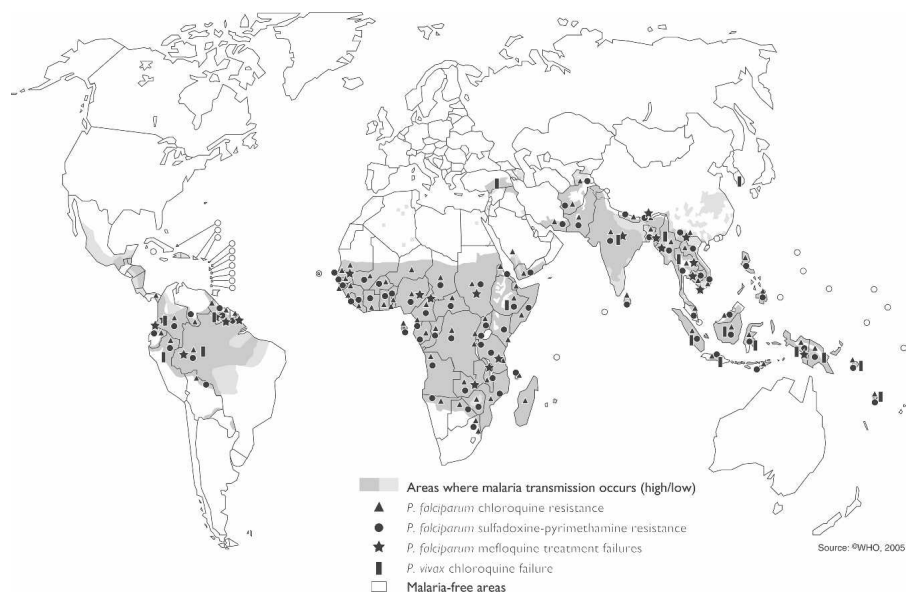 Areas where malaria transmission occurs (high/low)
P. falciparum chloroquine resistance
P. falciparum sulfadoxine-pyrimethamine resistance
P. falciparum mefloquine treatment failures
P. vivax chloroquine failure
Malaria-free areas
Source: ©WHO, 2005